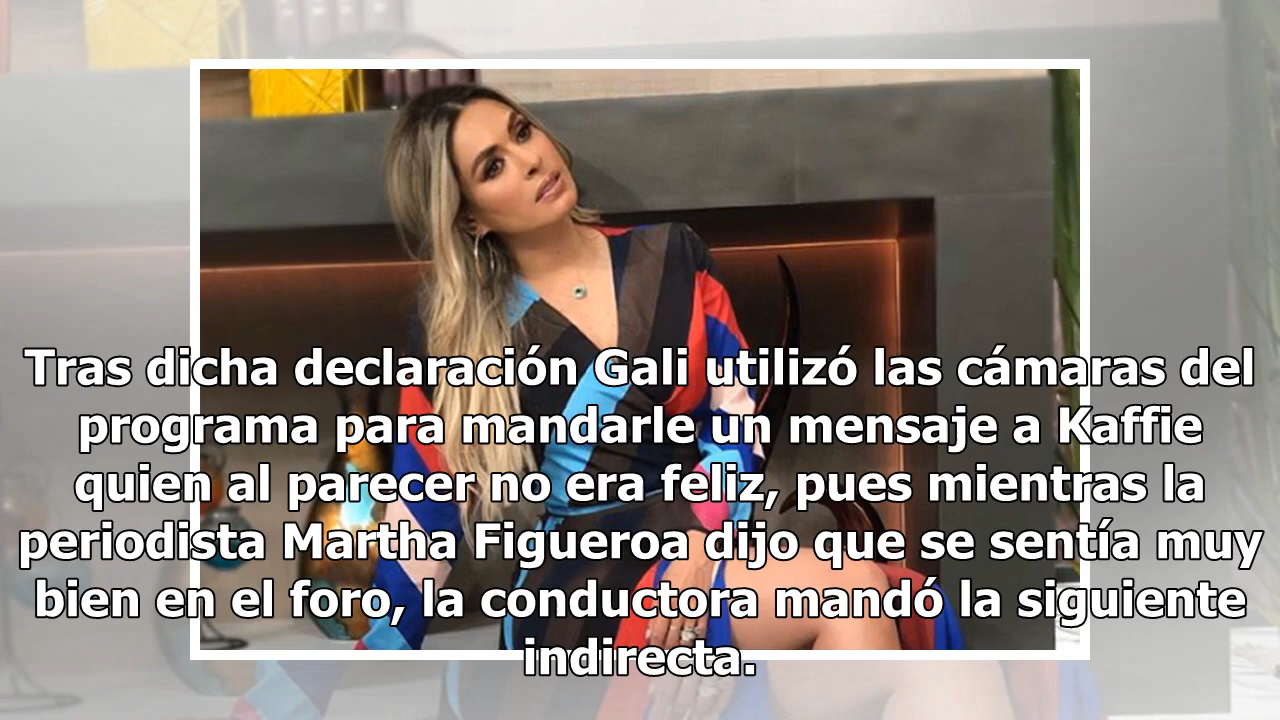 Tras dicha declaración Gali utilizó las cámaras del
programa para mandarle un mensaje a Kaffie
quien al parecer no era feliz, pues mientras la
periodista Martha Figueroa dijo que se sentía muy
bien en el foro, la conductora mandó la siguiente
indirecta.